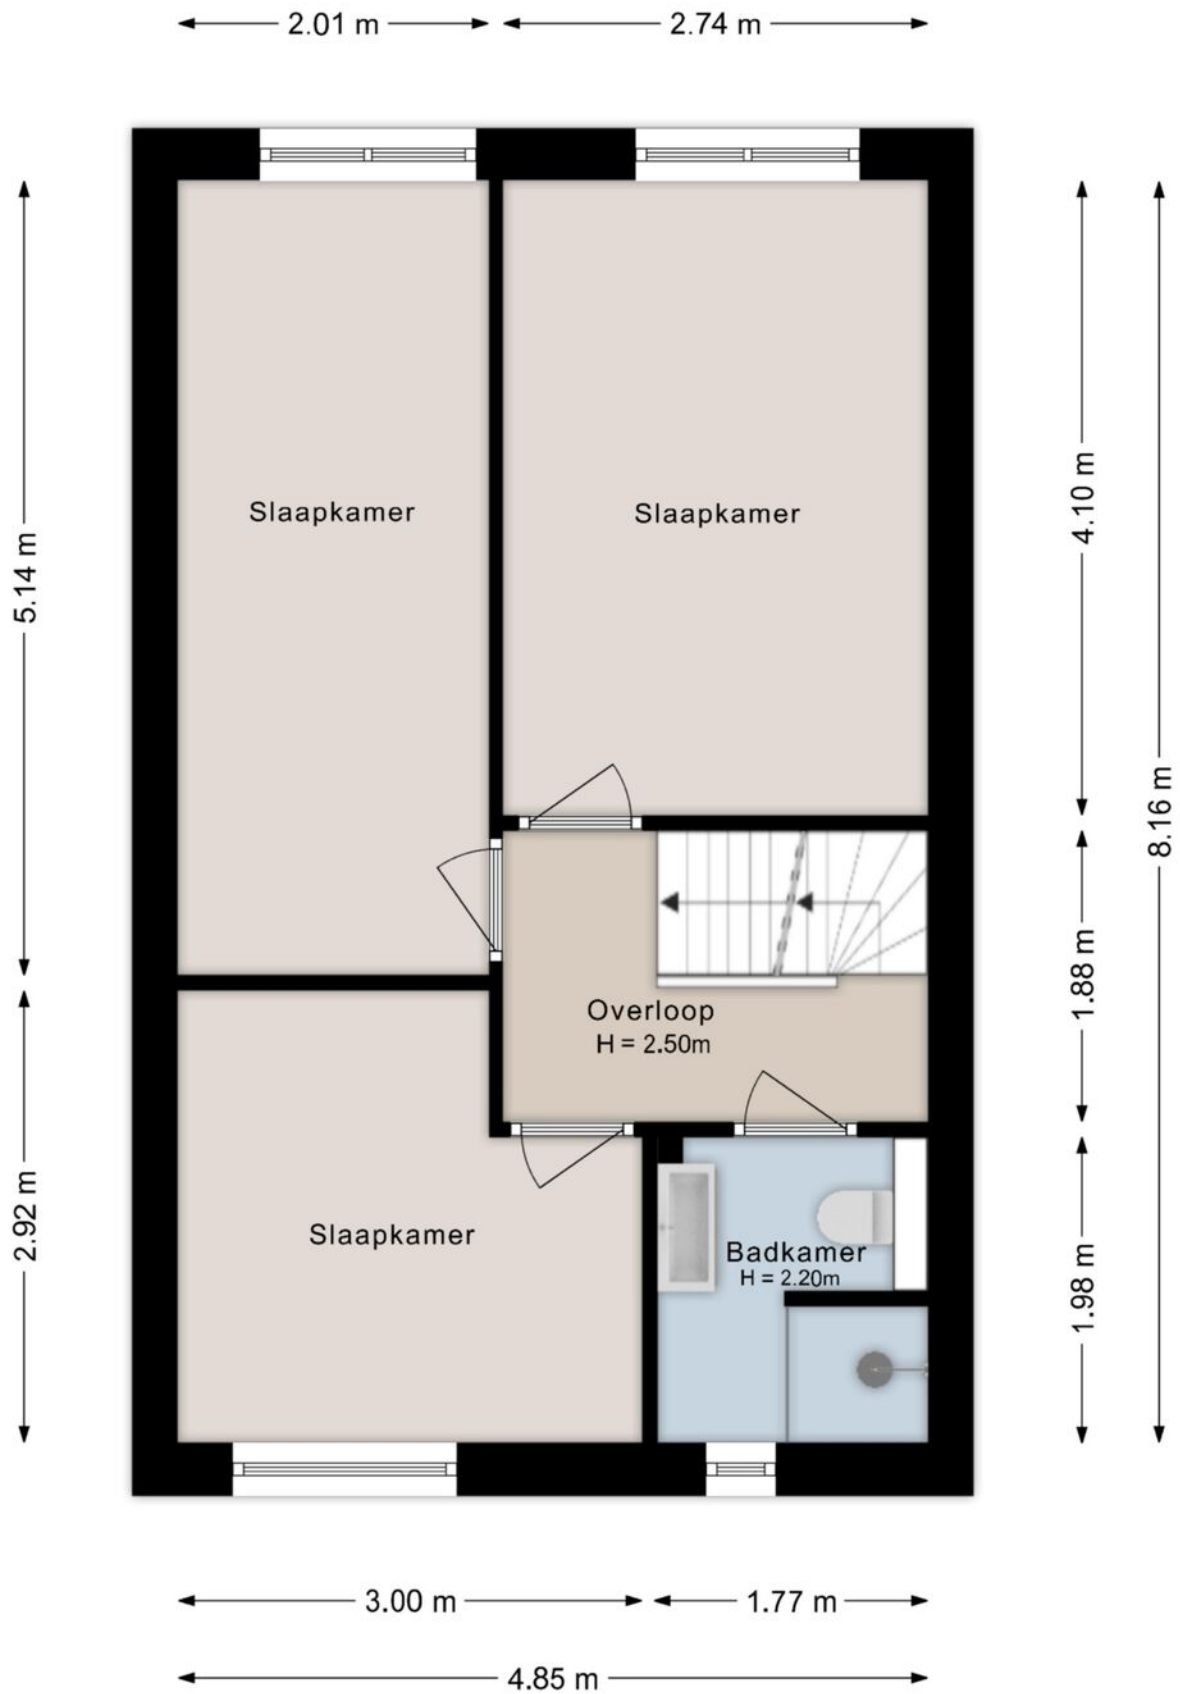 2.01 m
2.74 m
5.14 m
4.10 m
8.16 m
Slaapkamer
Slaapkamer
1.88 m
Overloop
H = 2.50m
2.92 m
Slaapkamer
Badkamer
H = 2.20m
1.98 m
3.00 m
1.77 m
4.85 m